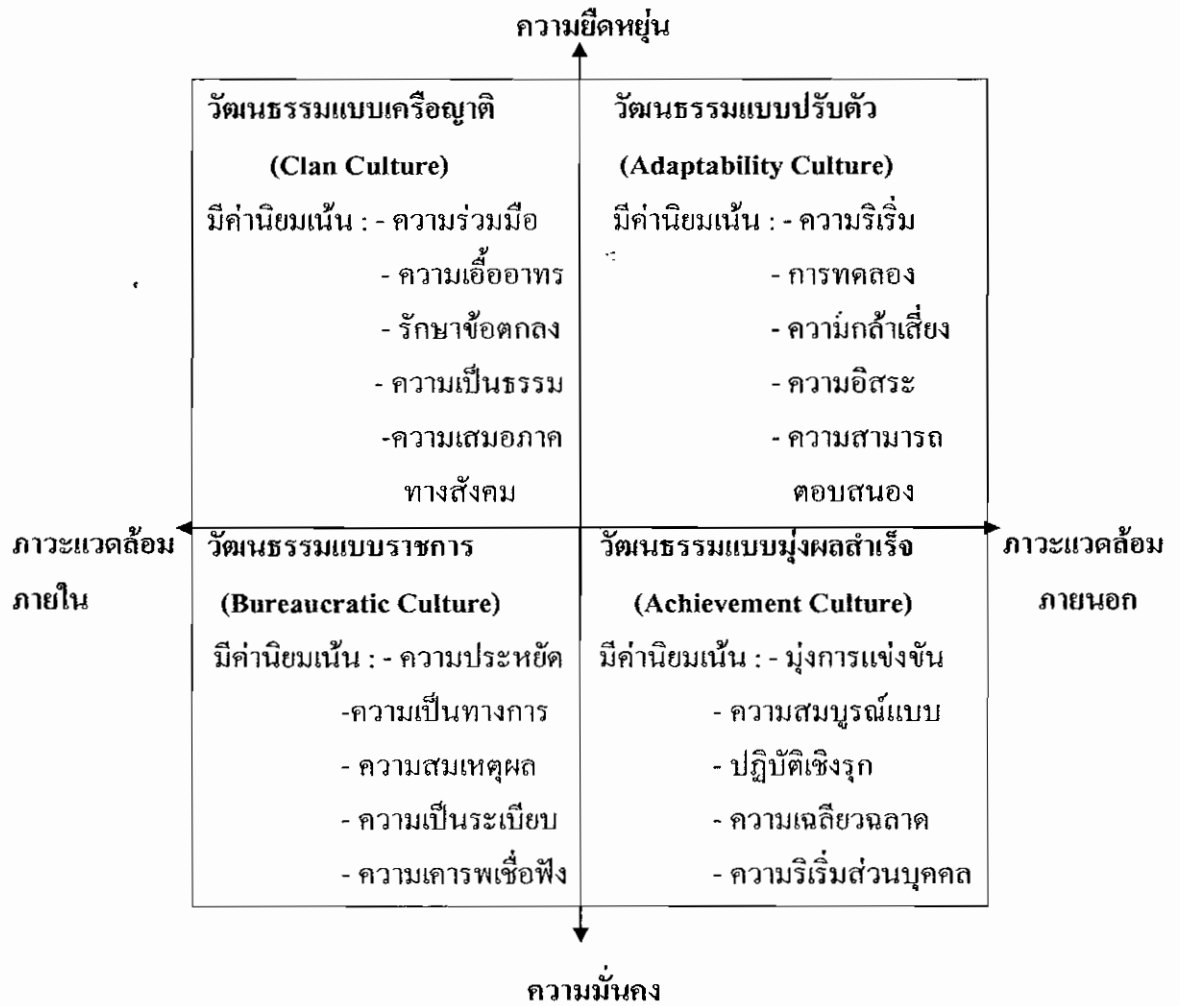 ความยืดหยุ่น
วัฒนธรรมแบบเครือญาติ
(Clan Culture)
มีค่านิยมเน้น : - ความร่วมมือ
- ความเอื้ออาทร
- รักษาข้อตกลง
- ความเป็นธรรม
-ความเสมอภาค
ทางสังคม
วัฒนธรรมแบบปรับตัว
(Adaptability Culture)
มีค่านิยมเน้น : - ความริเริ่ม
- การทดลอง
- ความกล้าเสี่ยง
- ความอิสระ
- ความสามารถ
ตอบสนอง
ภาวะแวดล้อม
ภายใน
วัฒนธรรมแบบราชการ
(Bureaucratic Culture)
มีค่านิยมเน้น : - ความประหยัด
-ความเป็นทางการ
- ความสมเหตุผล
- ความเป็นระเบียบ
- ความเคารพเชื่อฟัง
วัฒนธรรมแบบมุ่งผลสำเร็จ
(Achievement Culture)
มีค่านิยมเน้น : - มุ่งการแข่งขัน
- ความสมบูรณ์แบบ
- ปฏิบัติเชิงรุก
- ความเฉลียวฉลาด
- ความริเริ่มส่วนบุคคล
ภาวะแวดล้อม
ภายนอก
ความมั่นคง